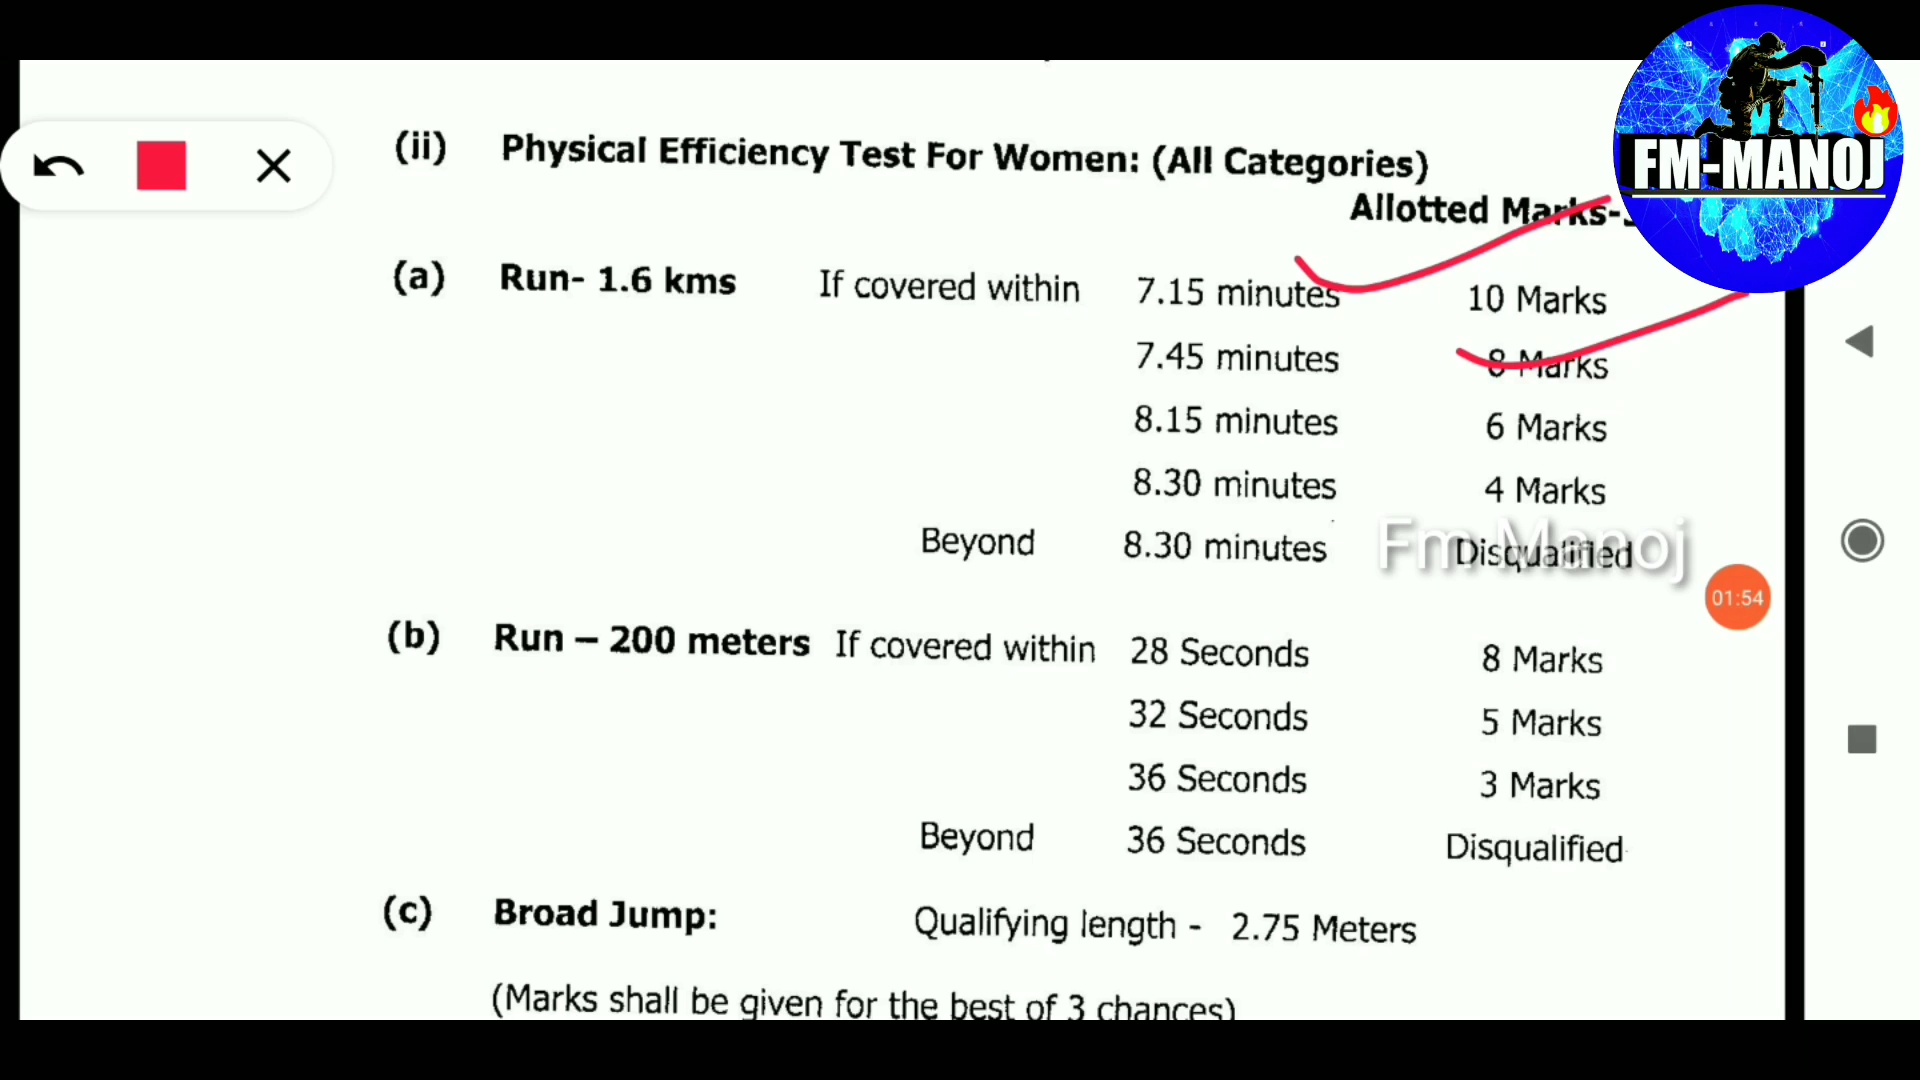 (ii) Physical Efficiency Test For Women: (All Categories)
Allotted Marks-
(a) Run- 1.6 kms If covered within 7.15 minutes 10 Marks
7.45 minutes 8 Marks
8.15 minutes 6 Marks
8.30 minutes 4 Marks
Beyond 8.30 minutes Disqualified
(b) Run – 200 meters If covered within 28 Seconds 8 Marks
32 Seconds 5 Marks
36 Seconds 3 Marks
Beyond 36 Seconds Disqualified
(c) Broad Jump: Qualifying length - 2.75 Meters
(Marks shall be given for the best of 3 chances)
FM-MANOJ
Fm Manoj
01:54